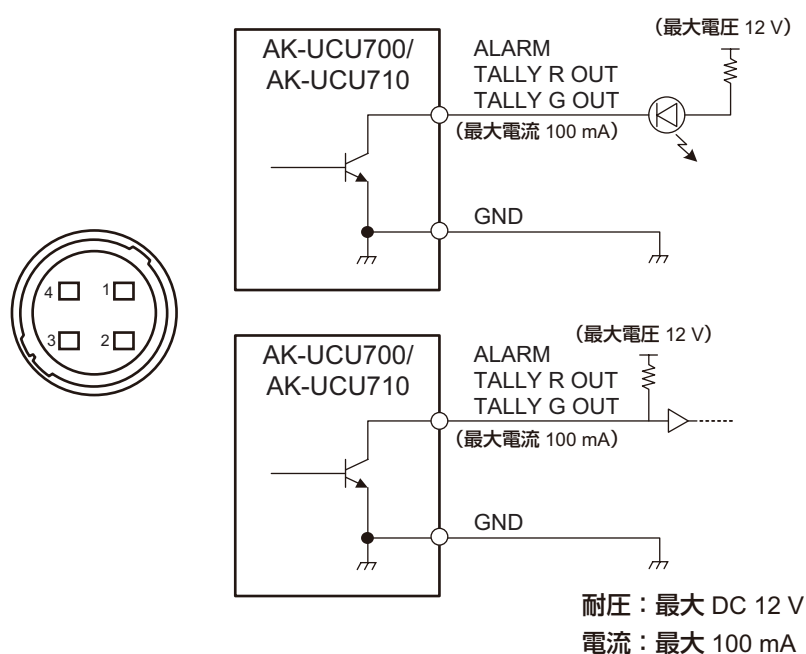 (最大電圧 12 V)
AK-UCU700/
AK-UCU710
ALARM
TALLY R OUT
TALLY G OUT
(最大電流 100 mA)
GND
4 1
3 2
(最大電圧 12 V)
AK-UCU700/
AK-UCU710
ALARM
TALLY R OUT
TALLY G OUT
(最大電流 100 mA)
GND
耐圧：最大 DC 12 V
電流：最大 100 mA